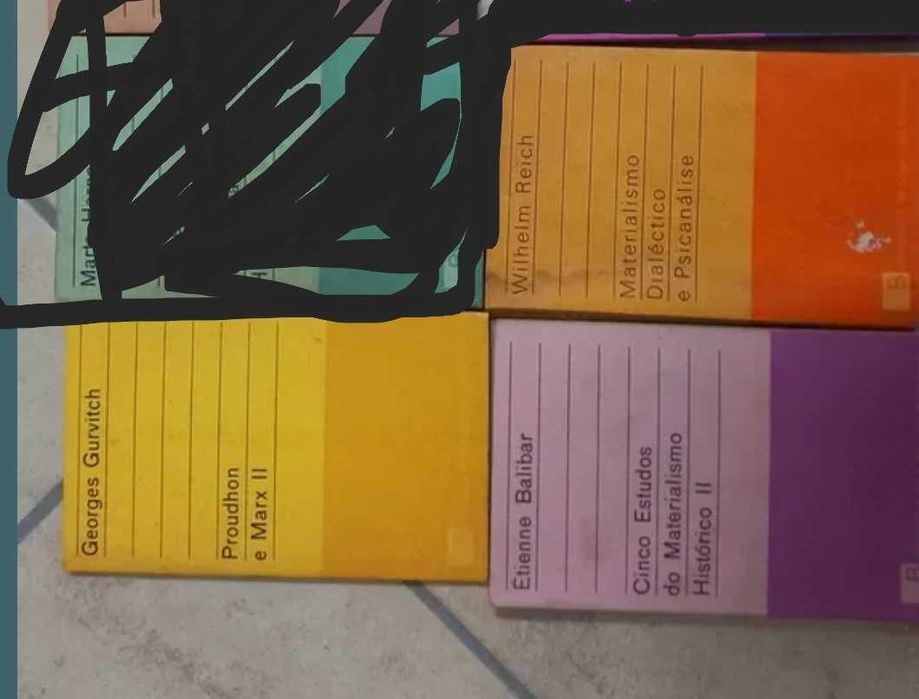 Wilhelm Reich
Materialismo
Dialéctico
e Psicanálise
Georges Gurvitch
Proudhon
e Marx II
Étienne Balibar
Cinco Estudos
do Materialismo
Histórico II